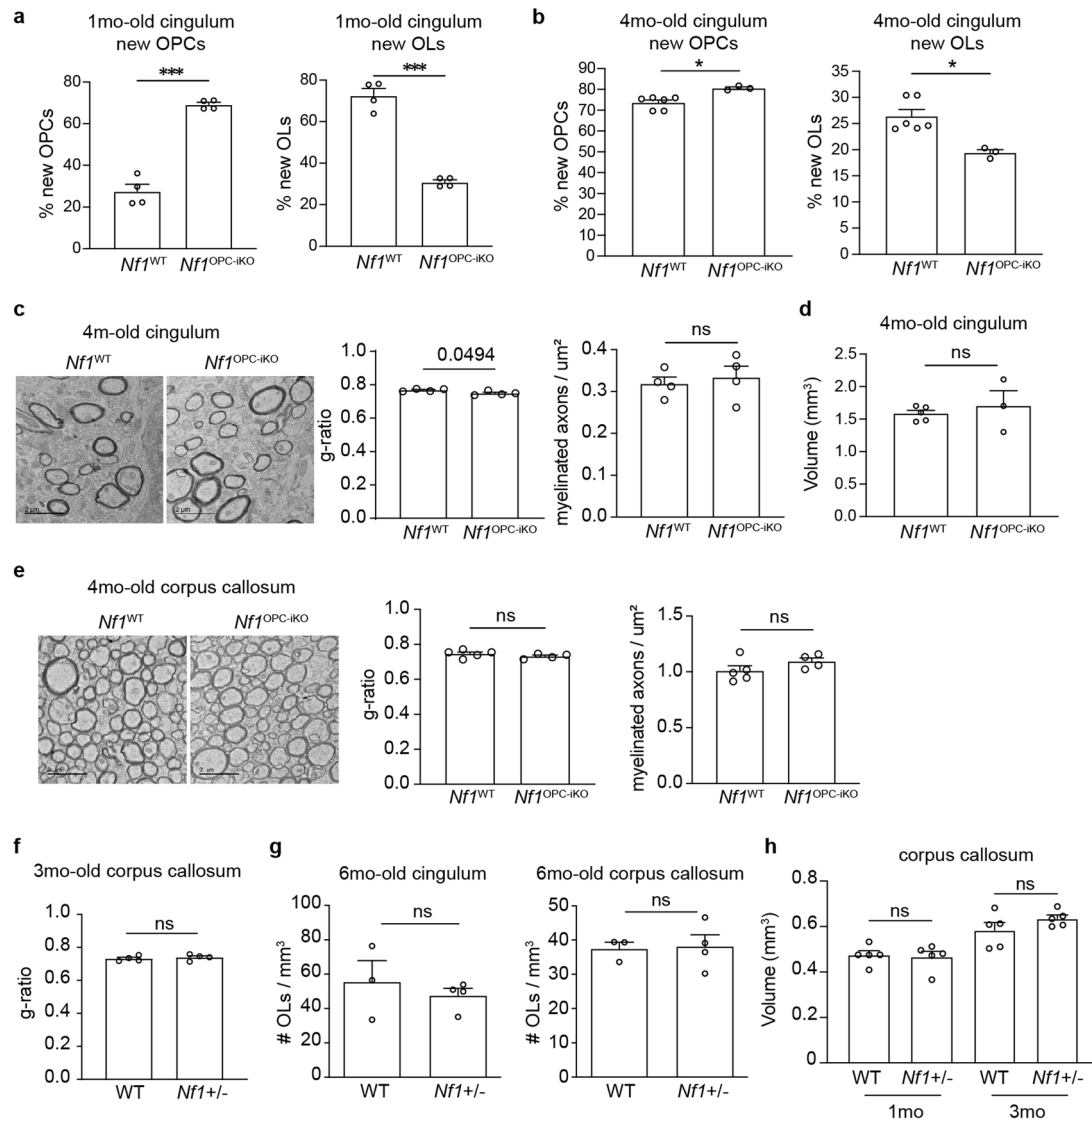 a
1mo-old cingulum
new OPCs
% new OPCs
80
60
40
20
0
***
Nf1WT
Nf1OPC-iKO
1mo-old cingulum
new OLs
% new OLs
80
60
40
20
0
***
Nf1WT
Nf1OPC-iKO
b
4mo-old cingulum
new OPCs
% new OPCs
90
80
70
60
50
40
30
20
10
0
*
Nf1WT
Nf1OPC-iKO
4mo-old cingulum
new OLs
% new OLs
35
30
25
20
15
10
5
0
*
Nf1WT
Nf1OPC-iKO
c
4m-old cingulum
Nf1WT
Nf1OPC-iKO
2 µm
2 µm
g-ratio
1.0
0.8
0.6
0.4
0.2
0.0
0.0494
Nf1WT
Nf1OPC-iKO
myelinated axons / um²
0.4
0.3
0.3
0.1
0.0
ns
Nf1WT
Nf1OPC-iKO
d
4mo-old cingulum
Volume (mm³)
2.5
2.0
1.5
1.0
0.5
0.0
ns
Nf1WT
Nf1OPC-iKO
e
4mo-old corpus callosum
Nf1WT
Nf1OPC-iKO
2 µm
2 µm
g-ratio
1.0
0.8
0.6
0.4
0.2
0.0
ns
Nf1WT
Nf1OPC-iKO
myelinated axons / um²
1.5
1.0
0.5
0.0
ns
Nf1WT
Nf1OPC-iKO
f
3mo-old corpus callosum
g-ratio
1.0
0.8
0.6
0.4
0.2
0.0
ns
WT
Nf1+/-
g
6mo-old cingulum
# OLs / mm³
100
80
60
40
20
0
ns
WT
Nf1+/-
6mo-old corpus callosum
# OLs / mm³
50
40
30
20
10
0
ns
WT
Nf1+/-
h
corpus callosum
Volume (mm³)
0.8
0.6
0.4
0.2
0
ns
ns
WT
Nf1+/-
WT
Nf1+/-
1mo
3mo